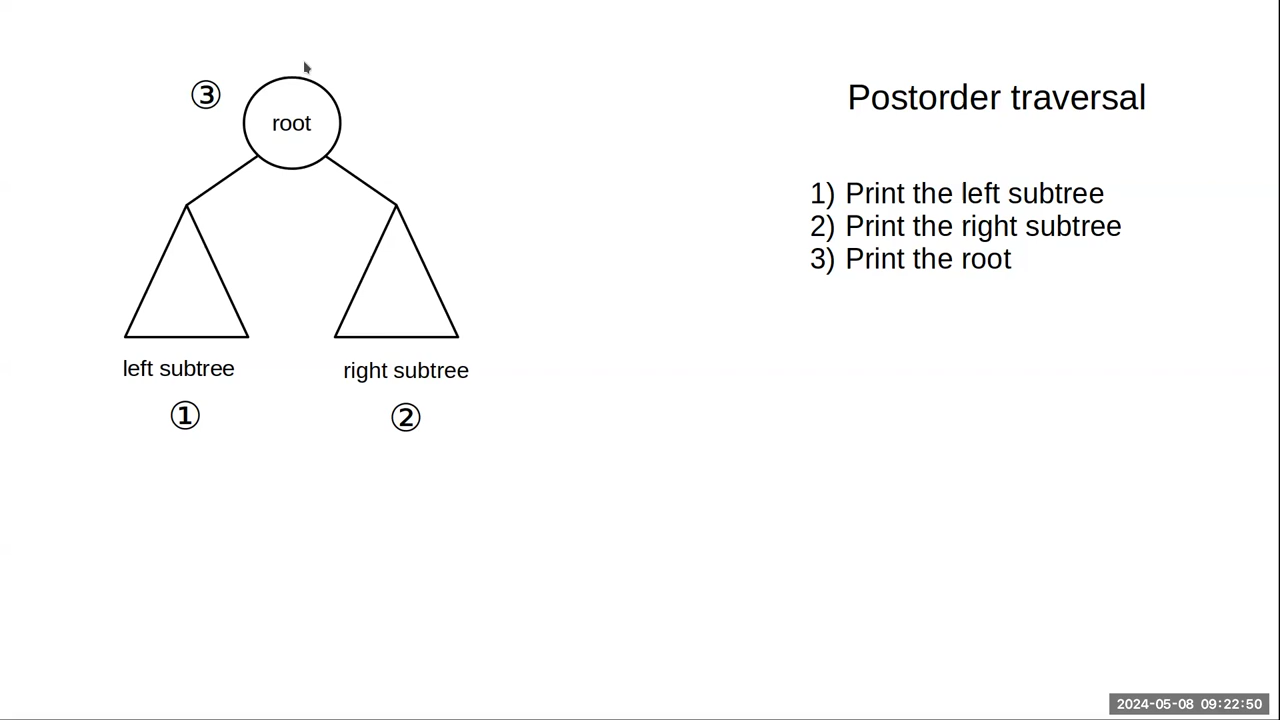 Postorder traversal
③
root
1) Print the left subtree
2) Print the right subtree
3) Print the root
left subtree
right subtree
①
②
2024-05-08 09:22:50